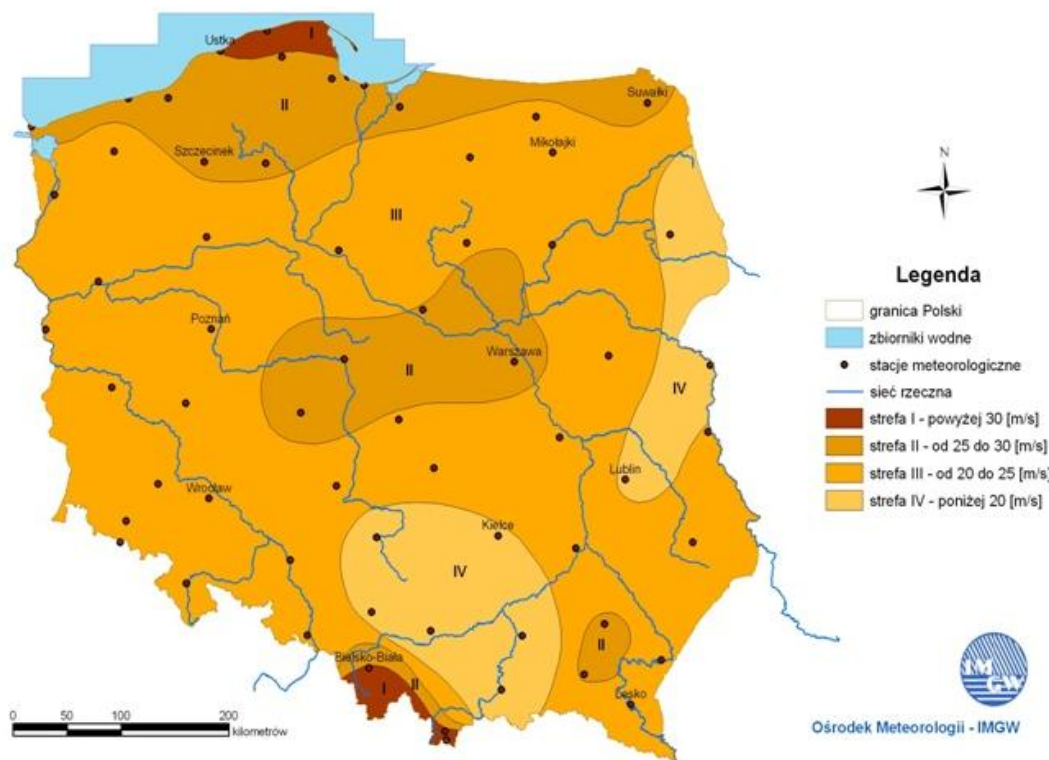 Ustka
I
II
Suwałki
Szczecinek
Mikołajki
III
N
Legenda
granica Polski
zbiorniki wodne
stacje meteorologiczne
sieć rzeczna
strefa I - powyżej 30 [m/s]
strefa II - od 25 do 30 [m/s]
strefa III - od 20 do 25 [m/s]
strefa IV - poniżej 20 [m/s]
Poznań
Warszawa
II
IV
Lublin
Wrocław
Kielce
IV
II
Bielsko-Biała
I
II
Lesko
0 50 100 200
kilometrów
IM
GW
Ośrodek Meteorologii - IMGW